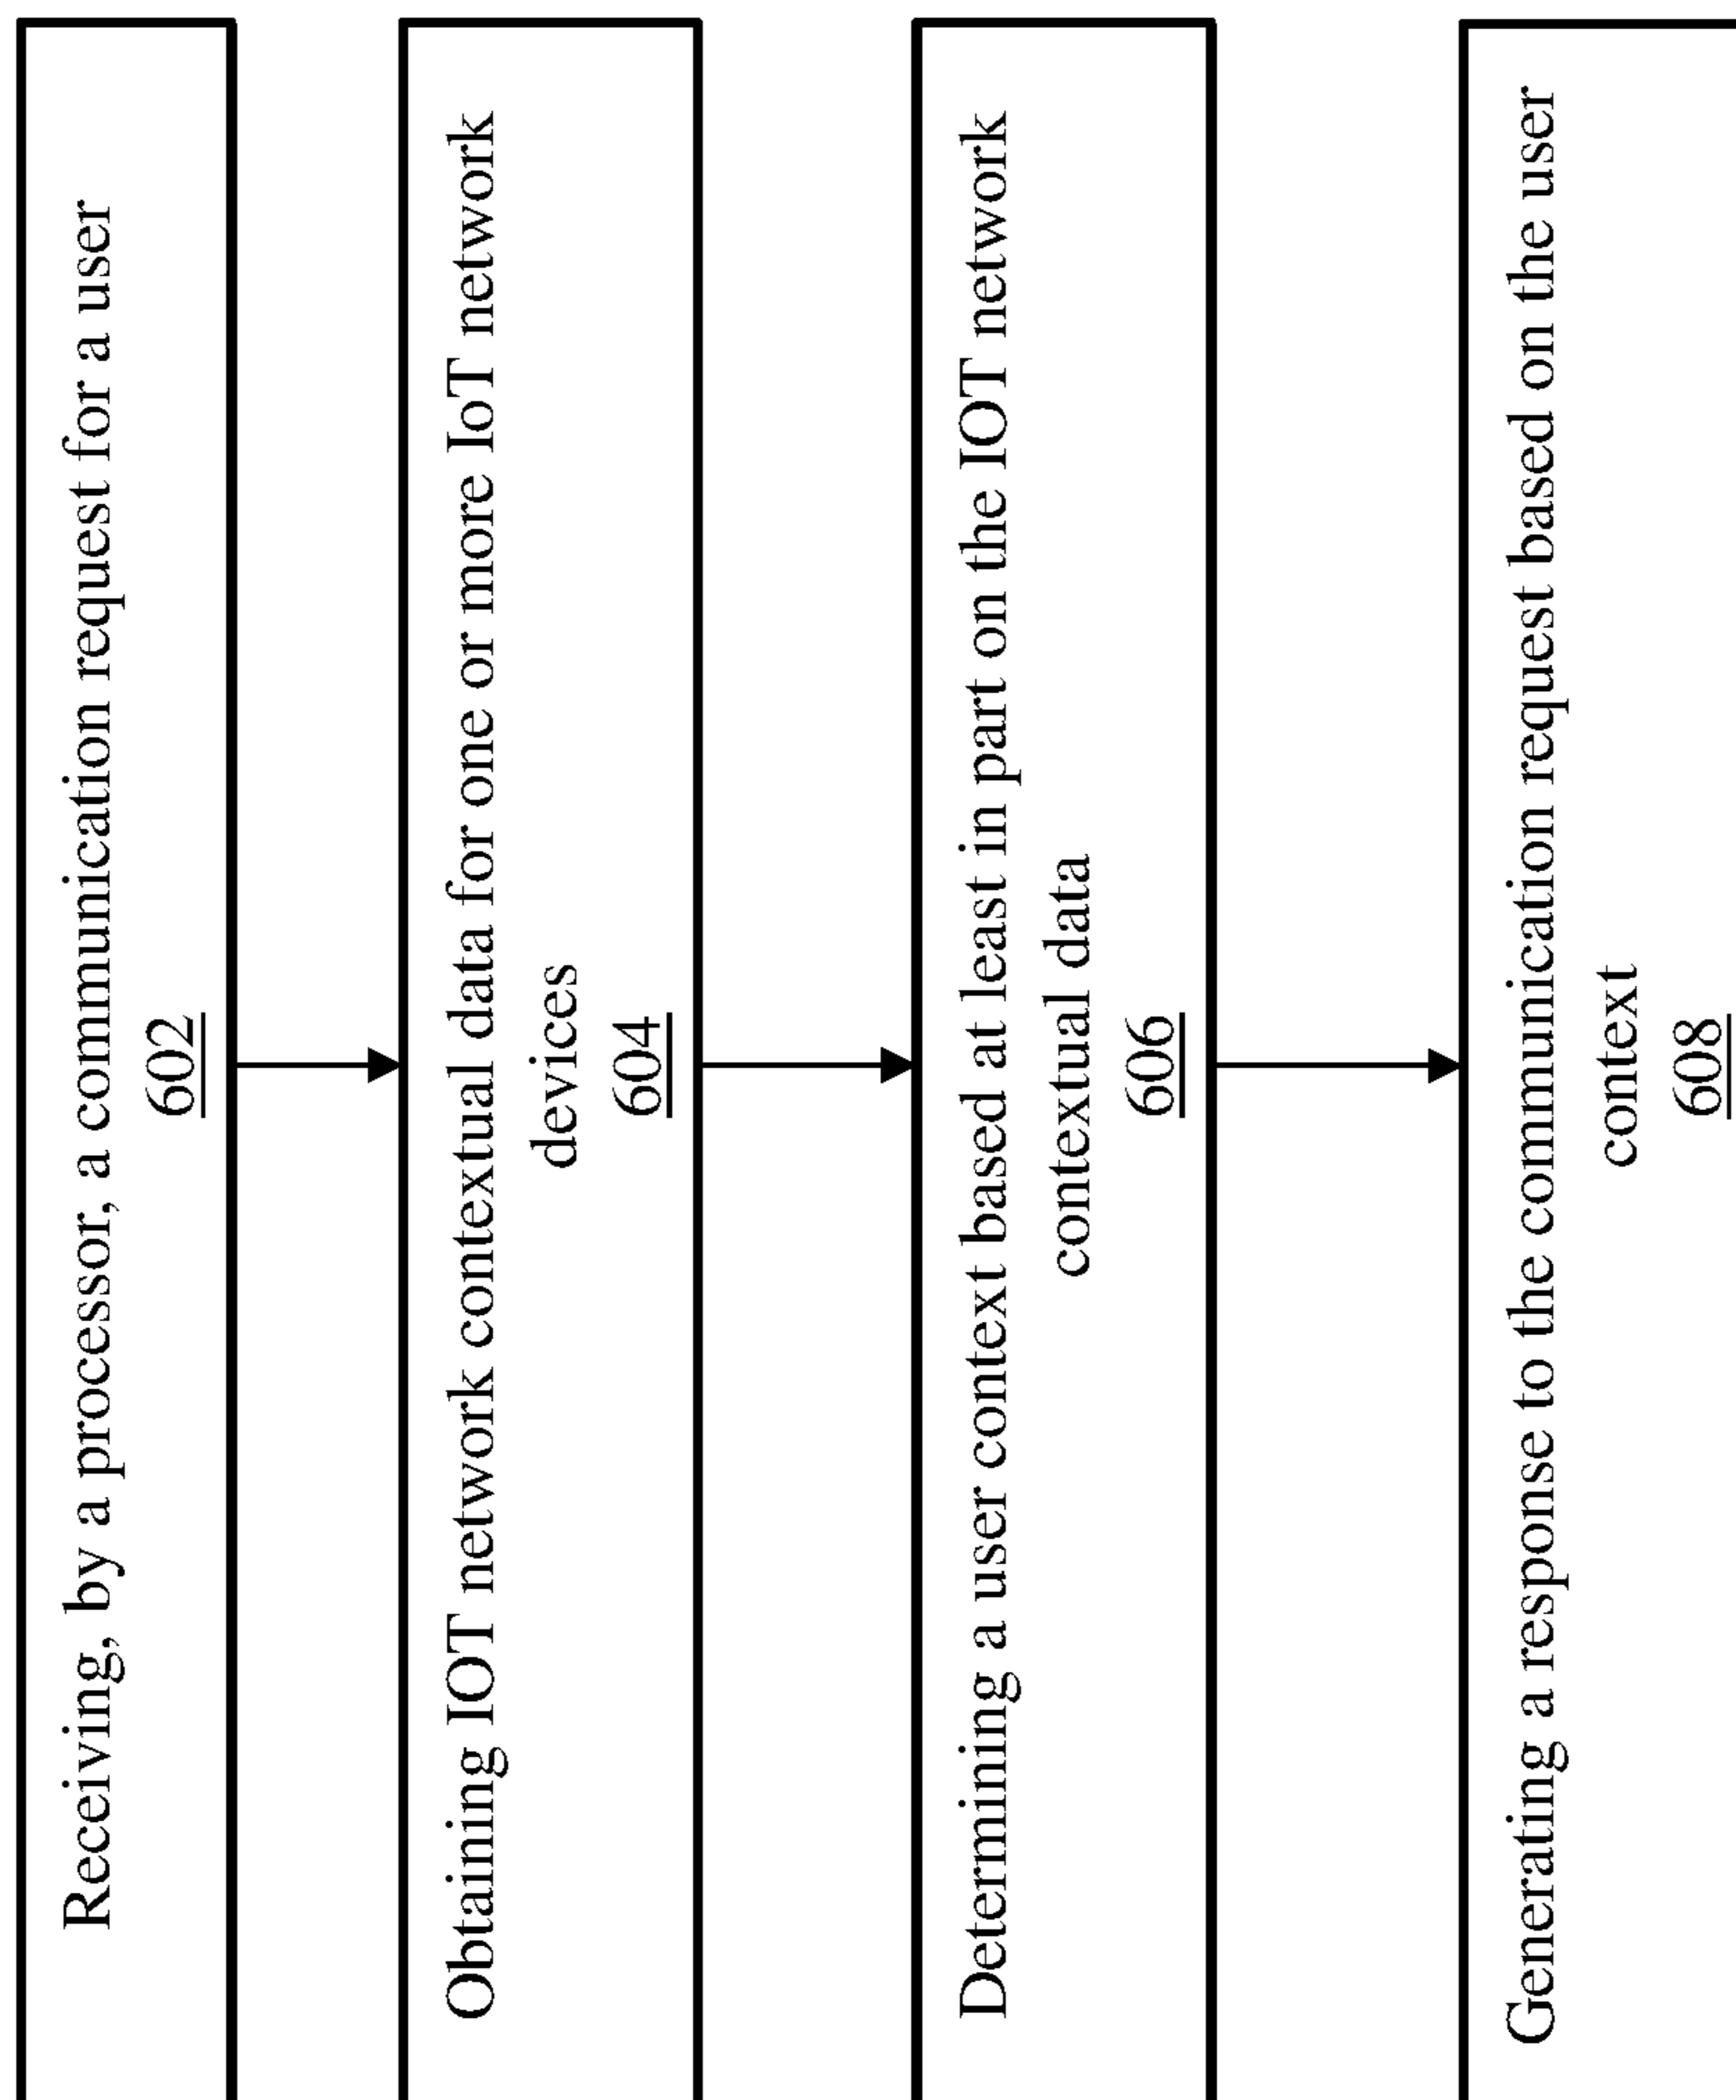 Receiving, by a processor, a communication request for a user
602
Obtaining IOT network contextual data for one or more IoT network
devices
604
Determining a user context based at least in part on the IOT network
contextual data
606
Generating a response to the communication request based on the user
context
608